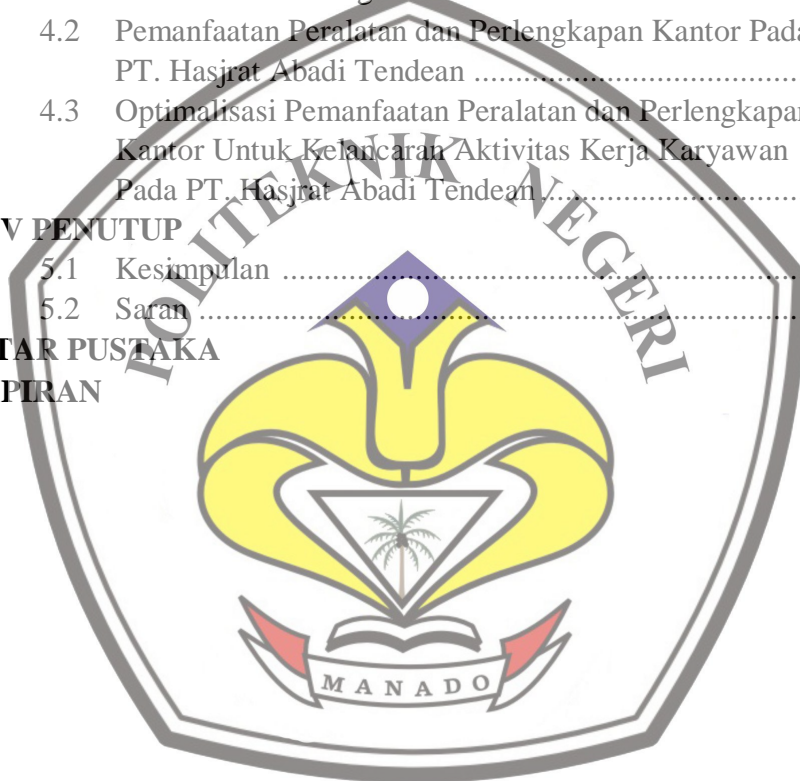 4.2 Pemanfaatan Peralatan dan Perlengkapan Kantor Pada
PT. Hasjrat Abadi Tendean ......................................
4.3 Optimalisasi Pemanfaatan Peralatan dan Perlengkapan
Kantor Untuk Kelancaran Aktivitas Kerja Karyawan
Pada PT. Hasjrat Abadi Tendean ..............................
V PENUTUP
5.1 Kesimpulan ..............................................................
5.2 Saran ........................................................................
TAR PUSTAKA
PIRAN
POLITEKNIK NEGERI
MANADO